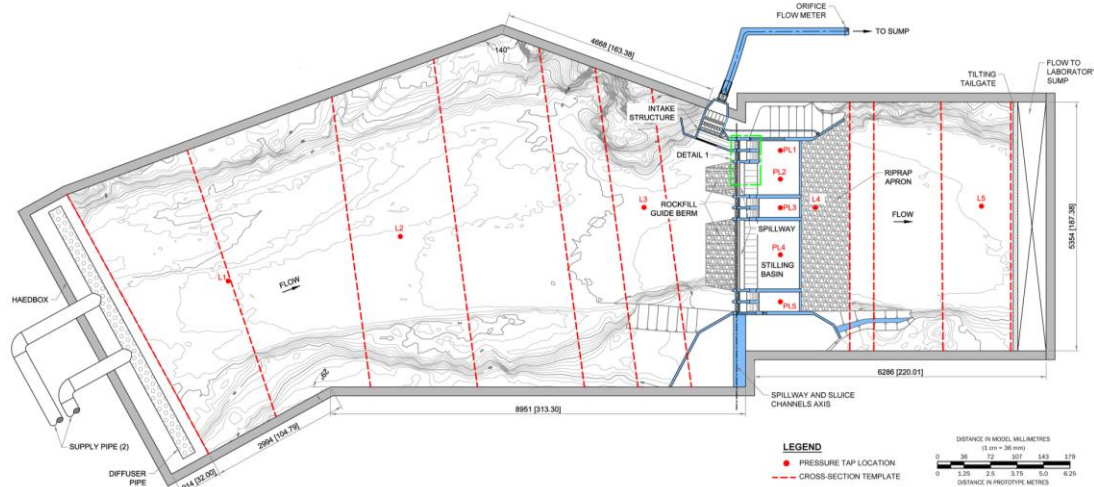 ORIFICE
FLOW METER
TO SUMP
4668 [163.38]
140°
TILTING
TAILGATE
FLOW TO
LABORATORY
SUMP
INTAKE
STRUCTURE
DETAIL 1
PL1
PL2
PL3
PL4
PL5
L1
L2
L3
L4
L5
RIPRAP
APRON
FLOW
ROCKFILL
GUIDE BERM
SPILLWAY
STILLING
BASIN
FLOW
5354 [187.38]
HAEDBOX
6286 [220.01]
8951 [313.30]
2994 [104.79]
914 [32.00]
SUPPLY PIPE (2)
DIFFUSER
PIPE
SPILLWAY AND SLUICE
CHANNELS AXIS
LEGEND
PRESSURE TAP LOCATION
CROSS-SECTION TEMPLATE
DISTANCE IN MODEL MILLIMETRES
(1 cm = 36 mm)
0 36 72 107 143 179
0 1.25 2.5 3.75 5.0 6.25
DISTANCE IN PROTOTYPE METRES